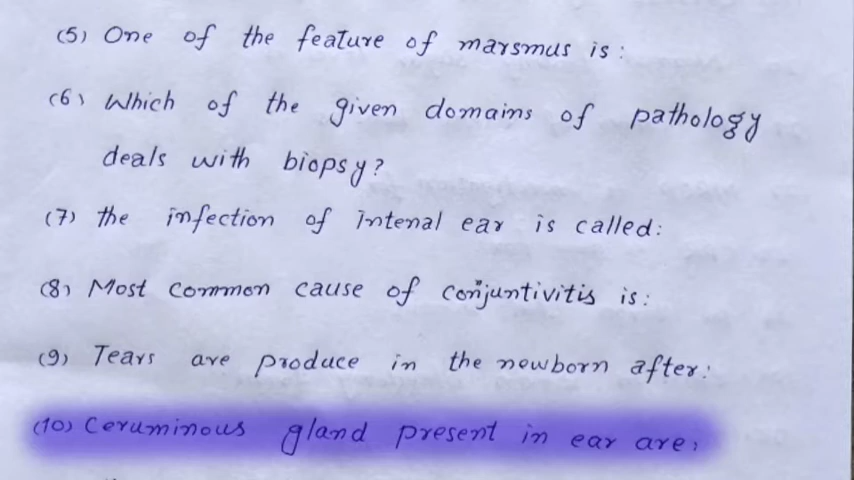 (5) One of the feature of marsmus is:
(6) Which of the given domains of pathology
deals with biopsy?
(7) the infection of intenal ear is called:
(8) Most common cause of conjuntivitis is:
(9) Tears are produce in the newborn after:
(10) Ceruminous gland present in ear are: